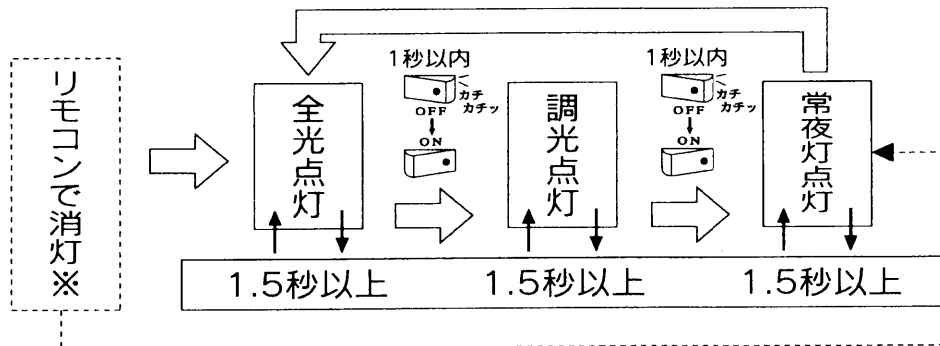 リモコンで消灯※
全光点灯
1秒以内
カチ
カチッ
OFF
ON
調光点灯
1秒以内
カチ
カチッ
OFF
ON
常夜灯点灯
1.5秒以上
1.5秒以上
1.5秒以上